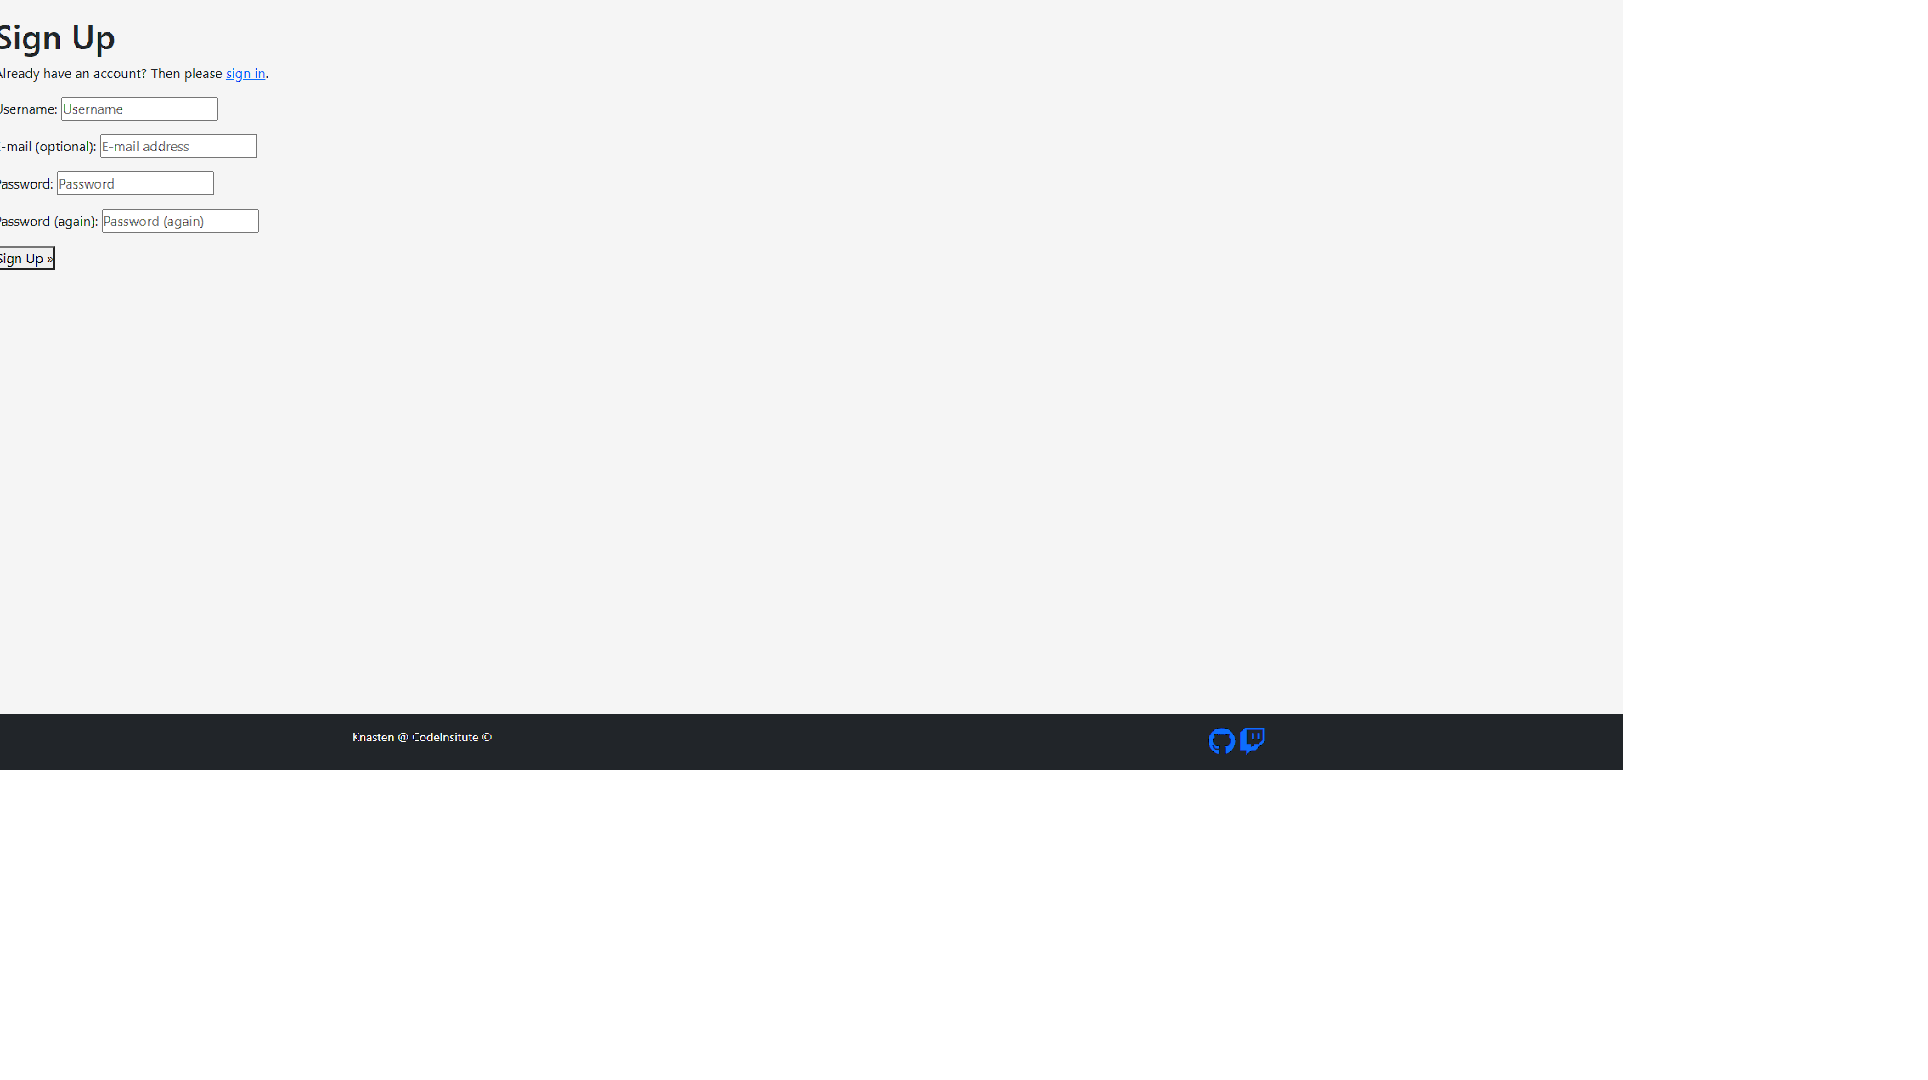 Sign Up
Already have an account? Then please sign in.
Username: Username
E-mail (optional): E-mail address
Password: Password
Password (again): Password (again)
Sign Up »
Knasten @ CodeInsitute ©